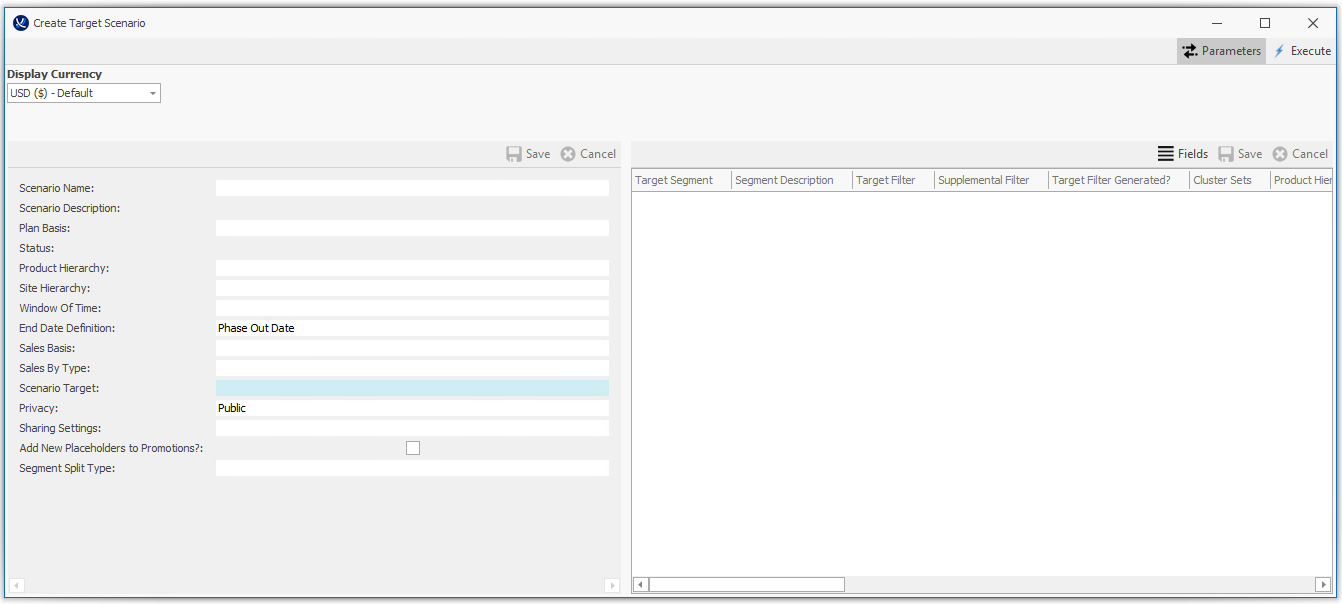 Create Target Scenario
Parameters Execute
Display Currency
USD ($) - Default
Save Cancel
Fields Save Cancel
Scenario Name:
Scenario Description:
Plan Basis:
Status:
Product Hierarchy:
Site Hierarchy:
Window Of Time:
End Date Definition: Phase Out Date
Sales Basis:
Sales By Type:
Scenario Target:
Privacy: Public
Sharing Settings:
Add New Placeholders to Promotions?:
Segment Split Type:
Target Segment Segment Description Target Filter Supplemental Filter Target Filter Generated? Cluster Sets Product Hier